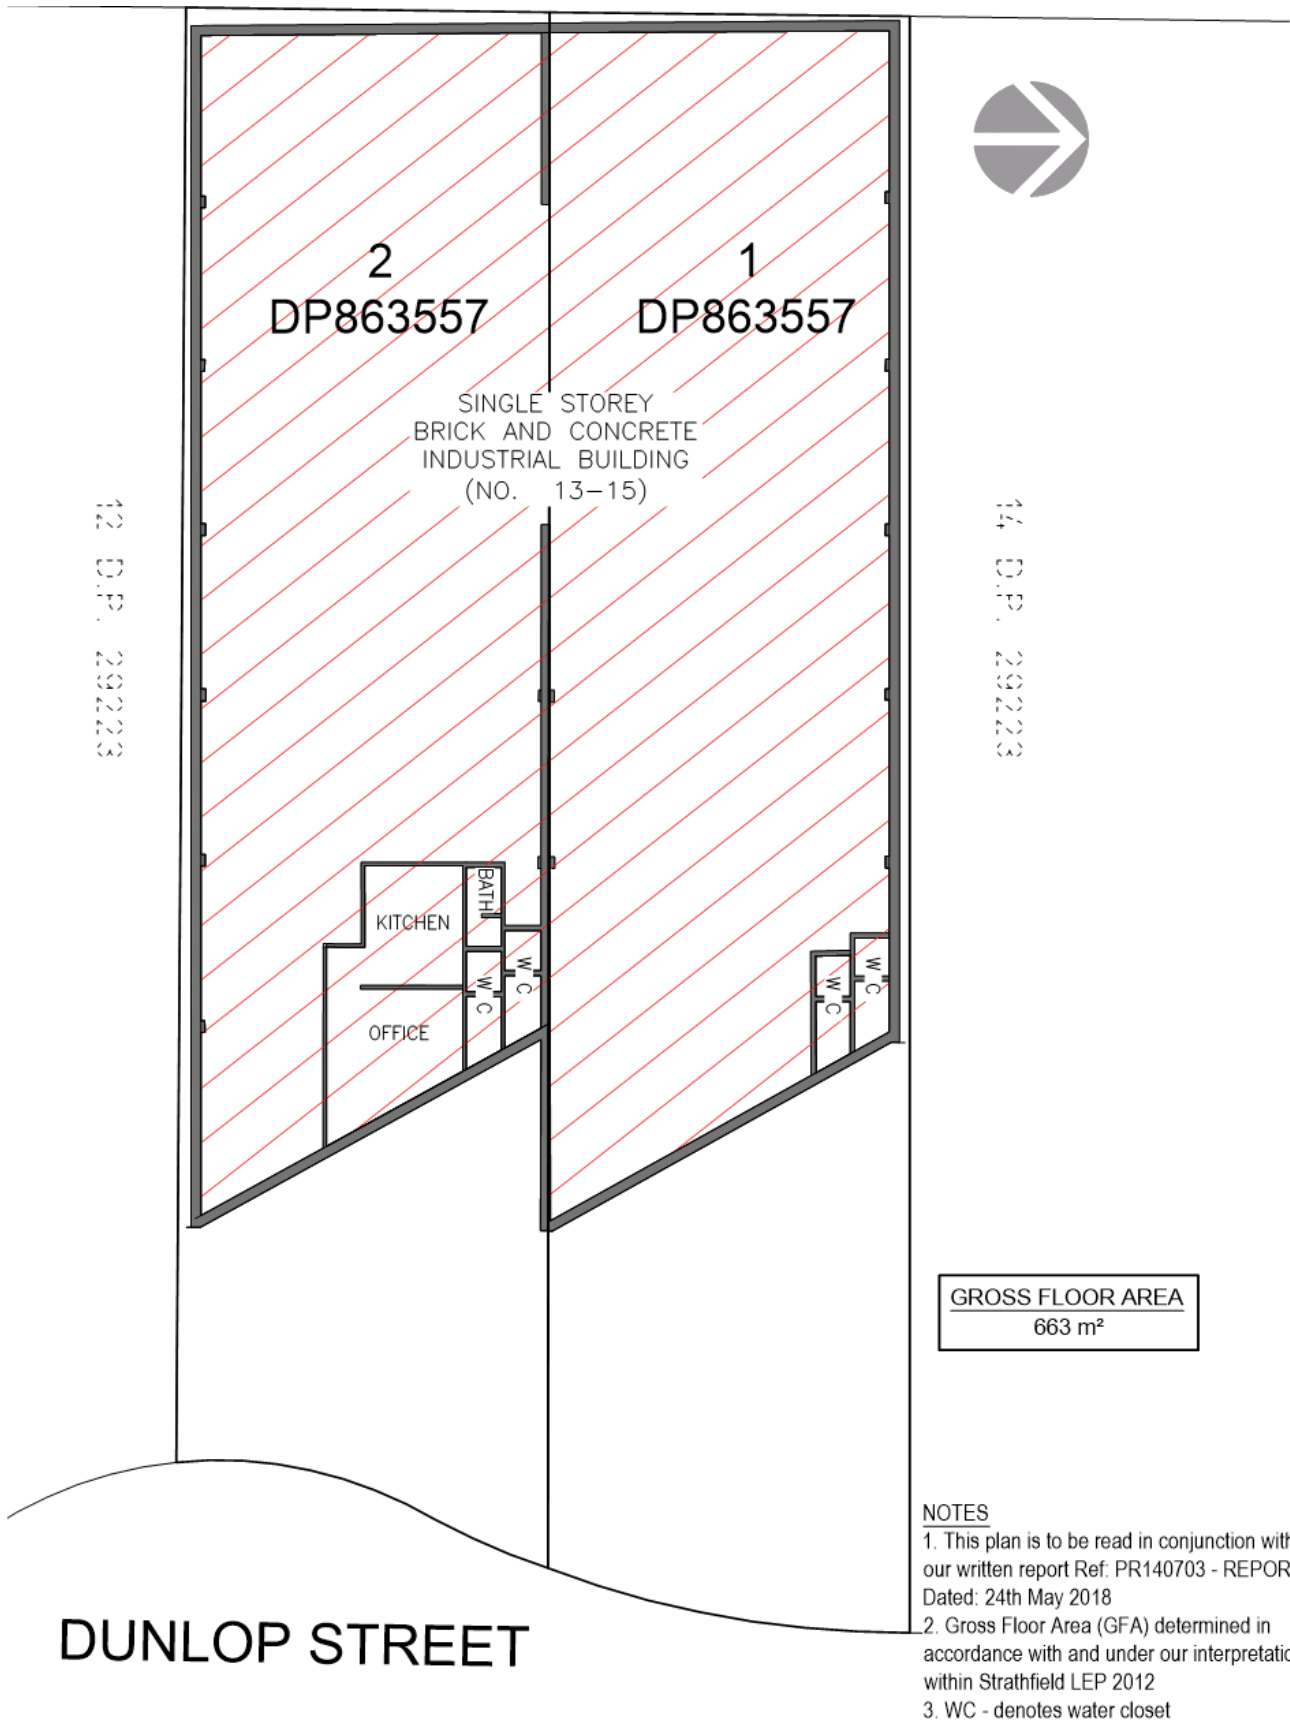 2
DP863557
1
DP863557
SINGLE STOREY
BRICK AND CONCRETE
INDUSTRIAL BUILDING
(NO. 13-15)
12 D.P. 29223
14 D.P. 29223
BATH
KITCHEN
W C
W C
OFFICE
W C
W C
GROSS FLOOR AREA
663 m²
NOTES
1. This plan is to be read in conjunction with
our written report Ref: PR140703 - REPOR
Dated: 24th May 2018
2. Gross Floor Area (GFA) determined in
accordance with and under our interpretatio
within Strathfield LEP 2012
3. WC - denotes water closet
DUNLOP STREET